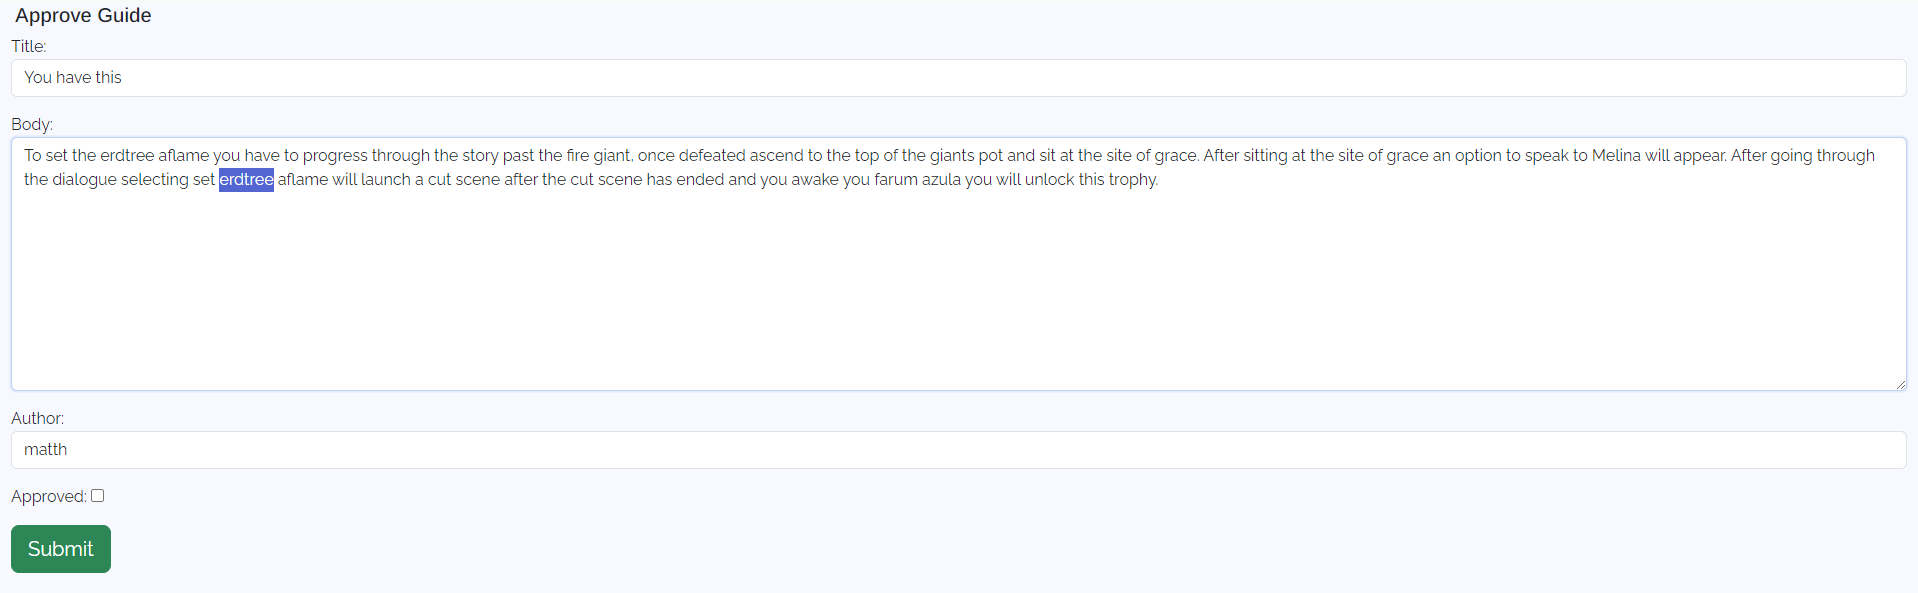 Approve Guide
Title:
You have this
Body:
To set the erdtree aflame you have to progress through the story past the fire giant, once defeated ascend to the top of the giants pot and sit at the site of grace. After sitting at the site of grace an option to speak to Melina will appear. After going through
the dialogue selecting set erdtree aflame will launch a cut scene after the cut scene has ended and you awake you farum azula you will unlock this trophy.
Author:
matth
Approved:
Submit